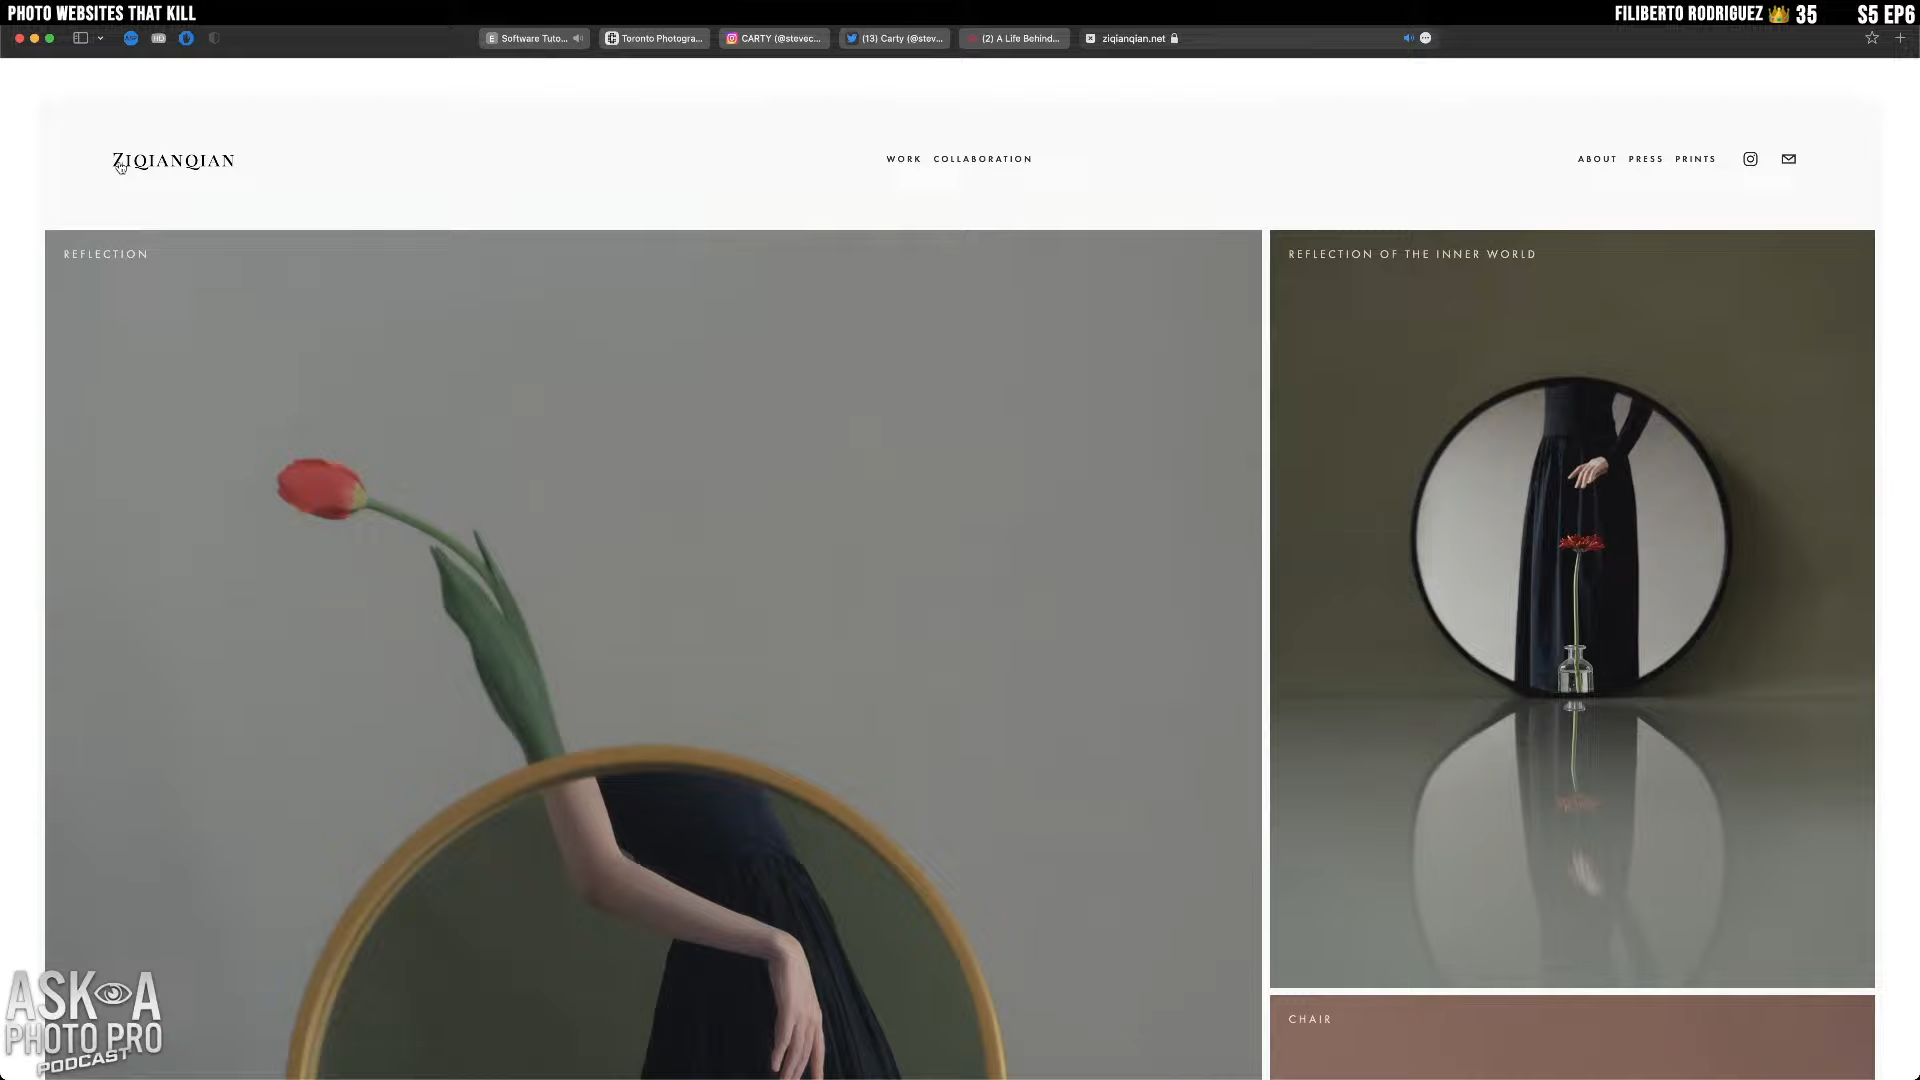 PHOTO WEBSITES THAT KILL
FILIBERTO RODRIGUEZ 👑 35 S5 EP6
Software Tuto... Toronto Photogra... CARTY (@stevec... (13) Carty (@stev... (2) A Life Behind... ziqianqian.net
ZIQIANQIAN
WORK COLLABORATION
ABOUT PRESS PRINTS
REFLECTION
REFLECTION OF THE INNER WORLD
CHAIR
ASK A
PHOTO PRO
PODCAST